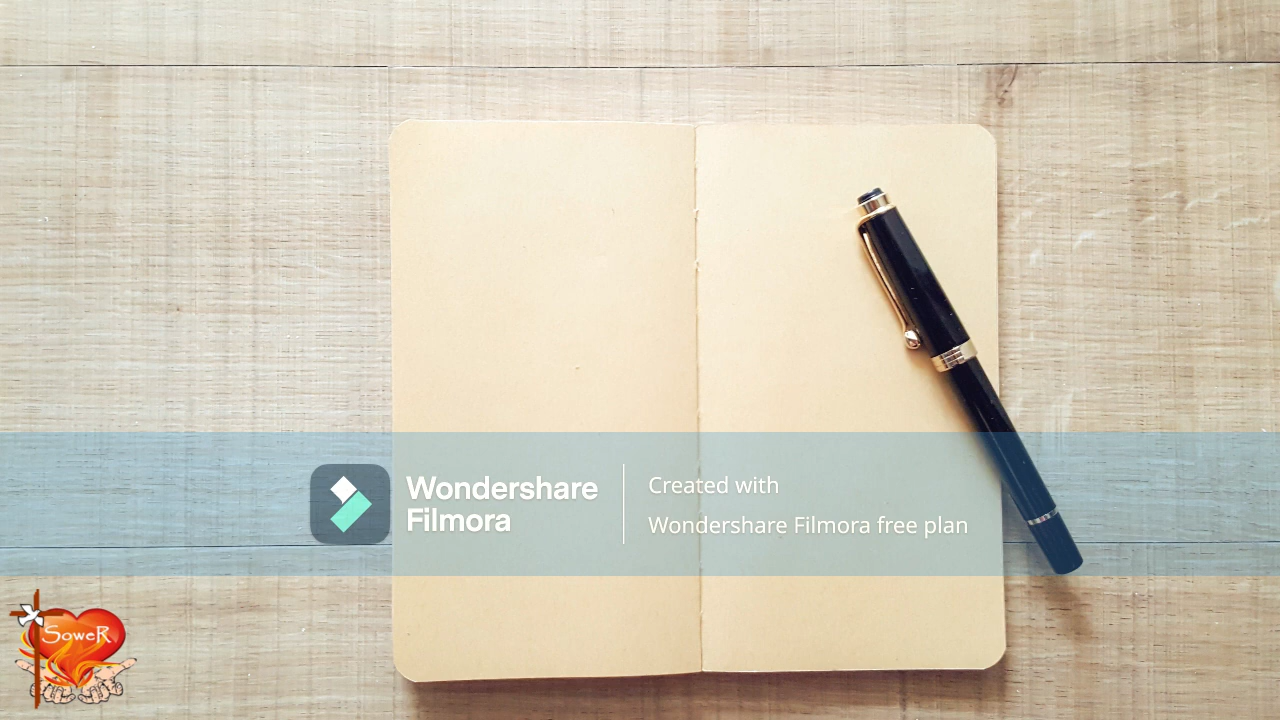 Wondershare
Filmora
Created with
Wondershare Filmora free plan
SoweR